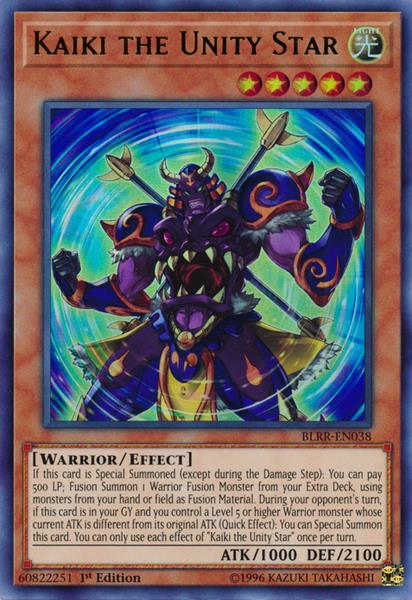 KAIKI THE UNITY STAR
LIGHT
光
BLRR-EN038
[WARRIOR/EFFECT]
If this card is Special Summoned (except during the Damage Step): You can pay
500 LP; Fusion Summon 1 Warrior Fusion Monster from your Extra Deck, using
monsters from your hand or field as Fusion Material. During your opponent's turn,
if this card is in your GY and you control a Level 5 or higher Warrior monster whose
current ATK is different from its original ATK (Quick Effect): You can Special Summon
this card. You can only use each effect of "Kaiki the Unity Star" once per turn.
ATK/1000 DEF/2100
60822251 1st Edition ©1996 KAZUKI TAKAHASHI